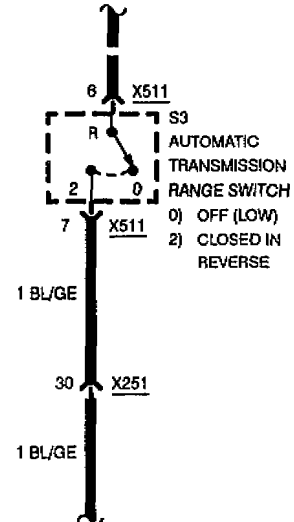 6 X511
S3
R
AUTOMATIC
TRANSMISSION
2 0 RANGE SWITCH
0) OFF (LOW)
7 X511 2) CLOSED IN
REVERSE
1 BL/GE
30 X251
1 BL/GE